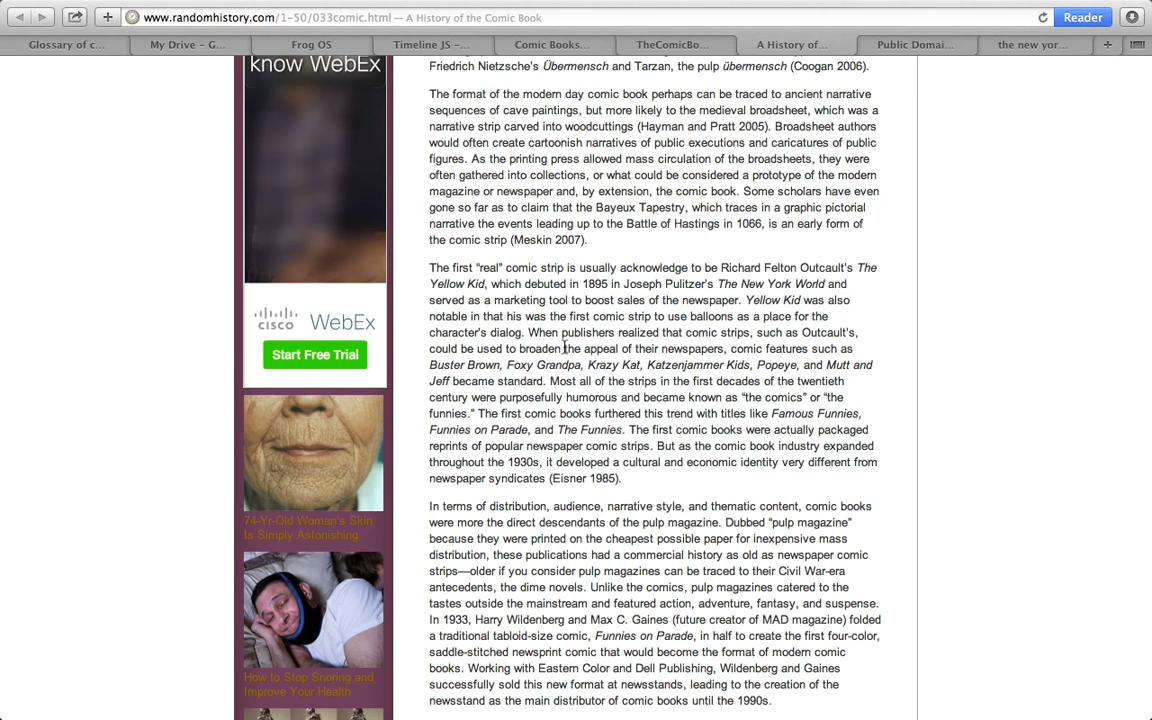 www.randomhistory.com/1-50/033comic.html — A History of the Comic Book
Reader
Glossary of c...
My Drive – G...
Frog OS
Timeline JS –...
Comic Books...
TheComicBo...
A History of...
Public Domai...
the new yor...
know WebEx
CISCO WebEx
Start Free Trial
74-Yr-Old Woman's Skin
Is Simply Astonishing
How to Stop Snoring and
Improve Your Health
Friedrich Nietzsche's Übermensch and Tarzan, the pulp übermensch (Coogan 2006).
The format of the modern day comic book perhaps can be traced to ancient narrative
sequences of cave paintings, but more likely to the medieval broadsheet, which was a
narrative strip carved into woodcuttings (Hayman and Pratt 2005). Broadsheet authors
would often create cartoonish narratives of public executions and caricatures of public
figures. As the printing press allowed mass circulation of the broadsheets, they were
often gathered into collections, or what could be considered a prototype of the modern
magazine or newspaper and, by extension, the comic book. Some scholars have even
gone so far as to claim that the Bayeux Tapestry, which traces in a graphic pictorial
narrative the events leading up to the Battle of Hastings in 1066, is an early form of
the comic strip (Meskin 2007).
The first “real” comic strip is usually acknowledge to be Richard Felton Outcault's The
Yellow Kid, which debuted in 1895 in Joseph Pulitzer's The New York World and
served as a marketing tool to boost sales of the newspaper. Yellow Kid was also
notable in that his was the first comic strip to use balloons as a place for the
character's dialog. When publishers realized that comic strips, such as Outcault's,
could be used to broaden the appeal of their newspapers, comic features such as
Buster Brown, Foxy Grandpa, Krazy Kat, Katzenjammer Kids, Popeye, and Mutt and
Jeff became standard. Most all of the strips in the first decades of the twentieth
century were purposefully humorous and became known as “the comics” or “the
funnies.” The first comic books furthered this trend with titles like Famous Funnies,
Funnies on Parade, and The Funnies. The first comic books were actually packaged
reprints of popular newspaper comic strips. But as the comic book industry expanded
throughout the 1930s, it developed a cultural and economic identity very different from
newspaper syndicates (Eisner 1985).
In terms of distribution, audience, narrative style, and thematic content, comic books
were more the direct descendants of the pulp magazine. Dubbed “pulp magazine”
because they were printed on the cheapest possible paper for inexpensive mass
distribution, these publications had a commercial history as old as newspaper comic
strips—older if you consider pulp magazines can be traced to their Civil War-era
antecedents, the dime novels. Unlike the comics, pulp magazines catered to the
tastes outside the mainstream and featured action, adventure, fantasy, and suspense.
In 1933, Harry Wildenberg and Max C. Gaines (future creator of MAD magazine) folded
a traditional tabloid-size comic, Funnies on Parade, in half to create the first four-color,
saddle-stitched newsprint comic that would become the format of modern comic
books. Working with Eastern Color and Dell Publishing, Wildenberg and Gaines
successfully sold this new format at newsstands, leading to the creation of the
newsstand as the main distributor of comic books until the 1990s.